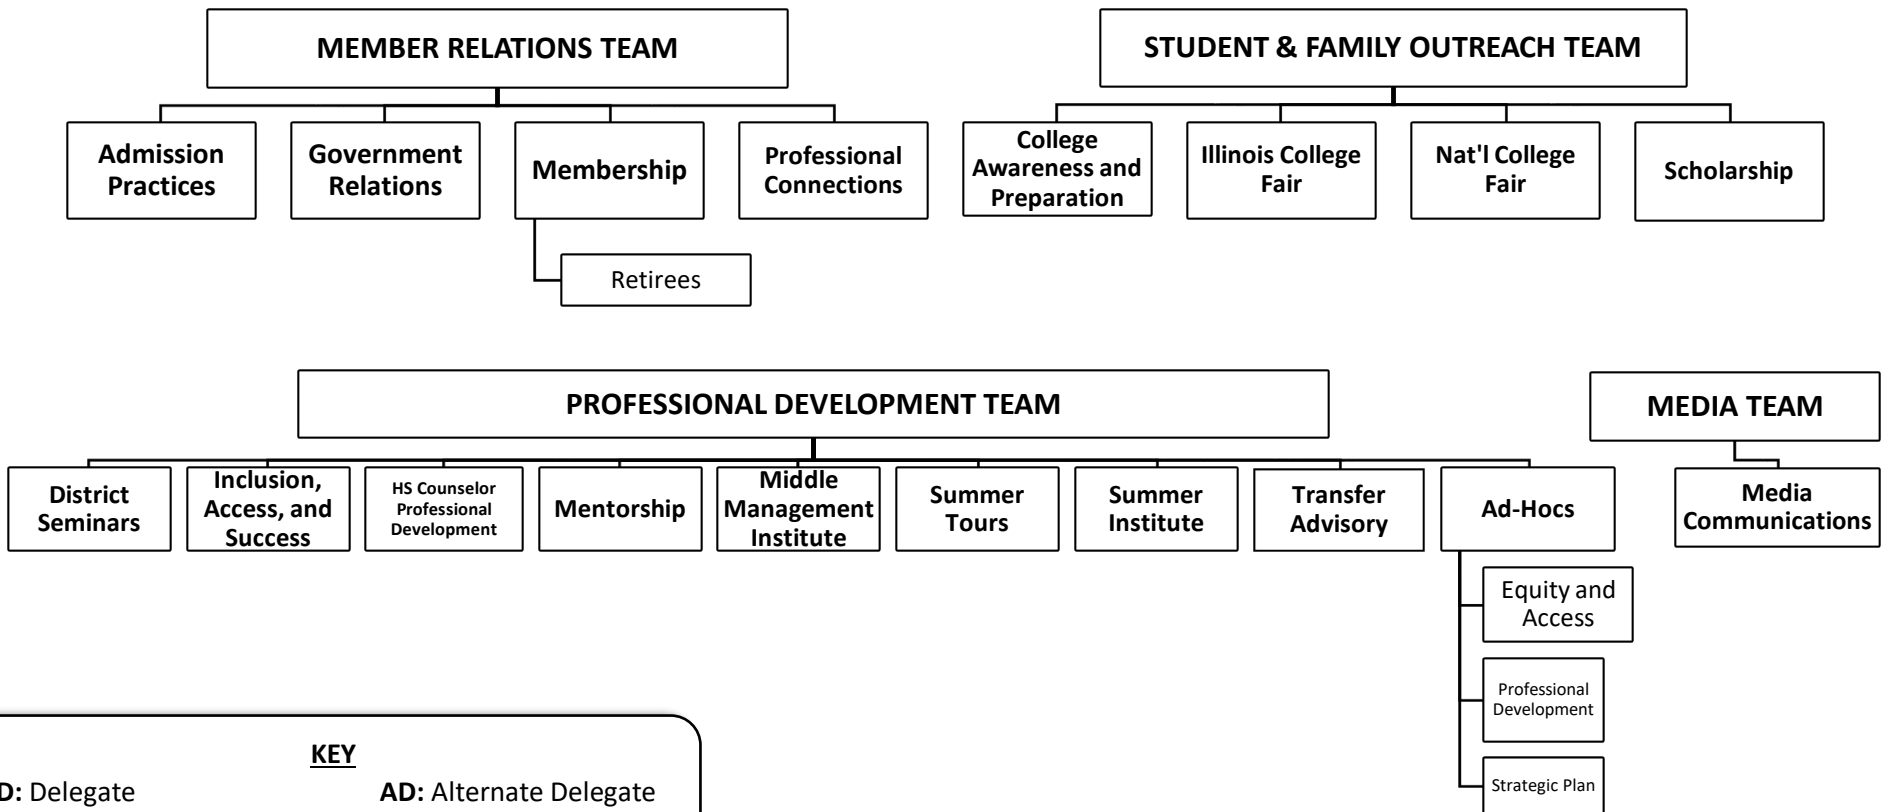 MEMBER RELATIONS TEAM
STUDENT & FAMILY OUTREACH TEAM
Admission
Practices
Government
Relations
Membership
Professional
Connections
College
Awareness and
Preparation
Illinois College
Fair
Nat'l College
Fair
Scholarship
Retirees
PROFESSIONAL DEVELOPMENT TEAM
MEDIA TEAM
District
Seminars
Inclusion,
Access, and
Success
HS Counselor
Professional
Development
Mentorship
Middle
Management
Institute
Summer
Tours
Summer
Institute
Transfer
Advisory
Ad-Hocs
Media
Communications
Equity and
Access
Professional
Development
Strategic Plan
KEY
D: Delegate
AD: Alternate Delegate